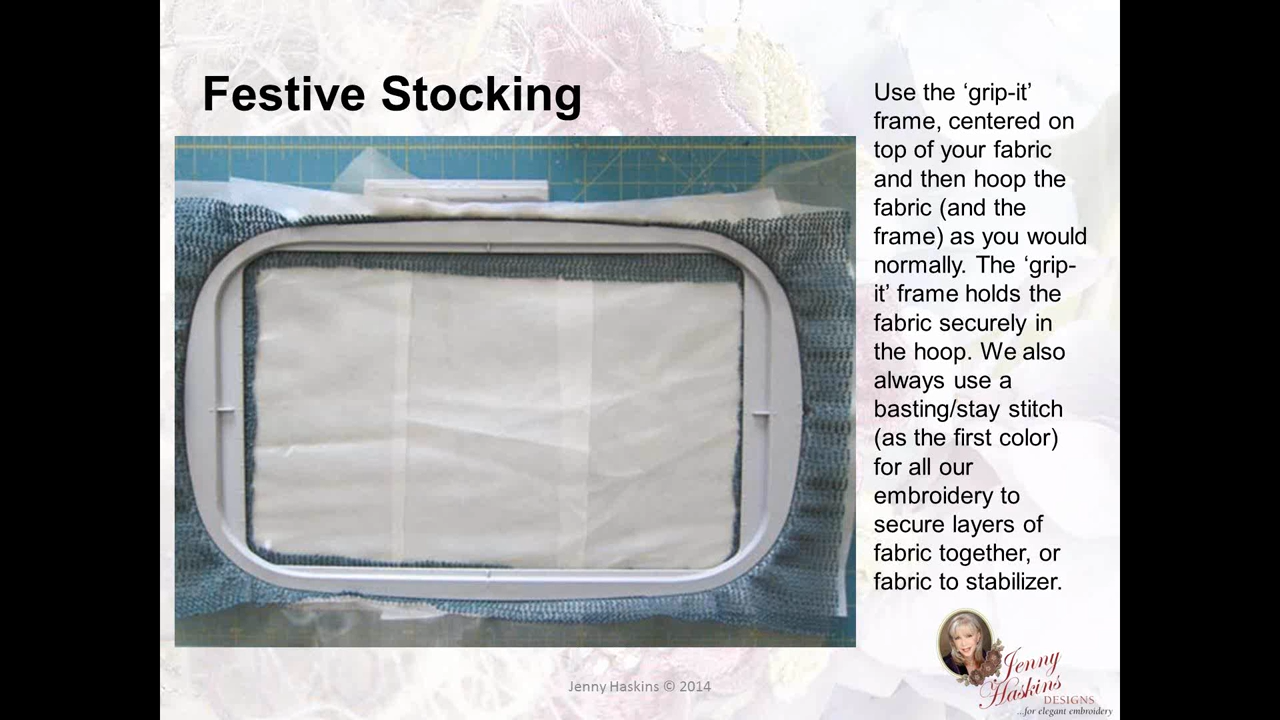 Festive Stocking
Use the ‘grip-it’
frame, centered on
top of your fabric
and then hoop the
fabric (and the
frame) as you would
normally. The ‘grip-
it’ frame holds the
fabric securely in
the hoop. We also
always use a
basting/stay stitch
(as the first color)
for all our
embroidery to
secure layers of
fabric together, or
fabric to stabilizer.
Jenny Haskins © 2014
Jenny
Haskins
DESIGNS
...for elegant embroidery